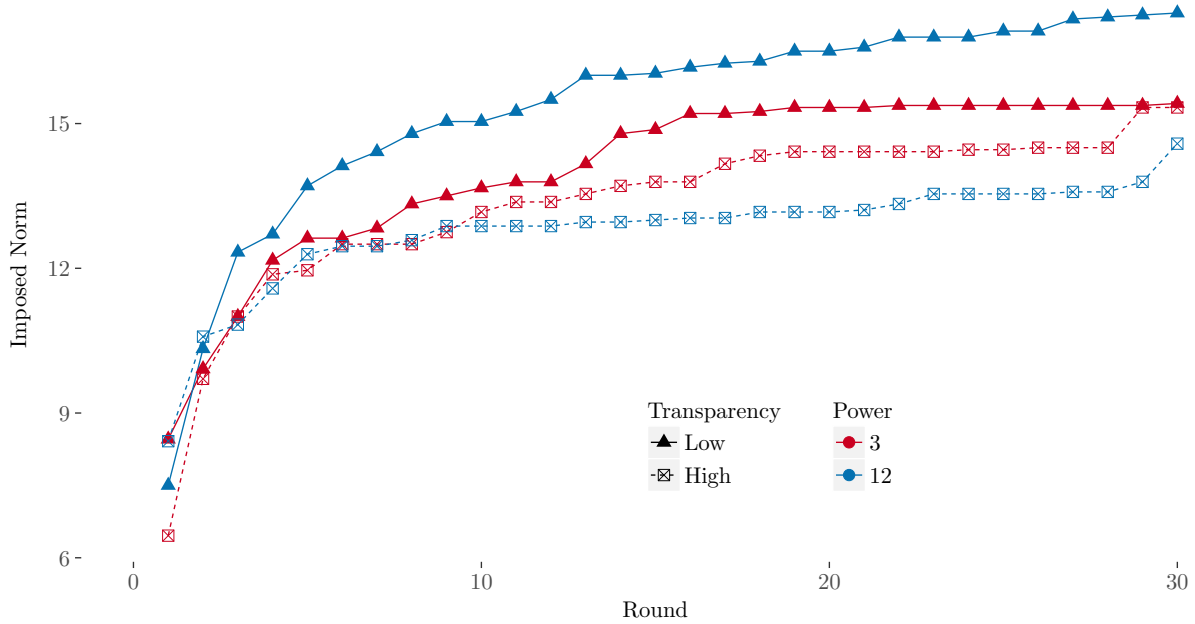 15
12
9
6
Imposed Norm
Transparency
Low
High
Power
3
12
0 10 20 30
Round